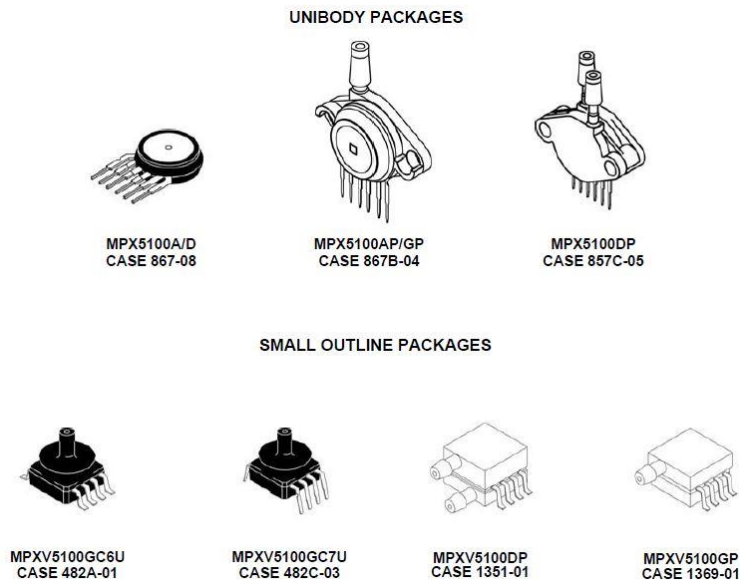 UNIBODY PACKAGES
MPX5100A/D
CASE 867-08
MPX5100AP/GP
CASE 867B-04
MPX5100DP
CASE 857C-05
SMALL OUTLINE PACKAGES
MPXV5100GC6U
CASE 482A-01
MPXV5100GC7U
CASE 482C-03
MPXV5100DP
CASE 1351-01
MPXV5100GP
CASE 1369-01